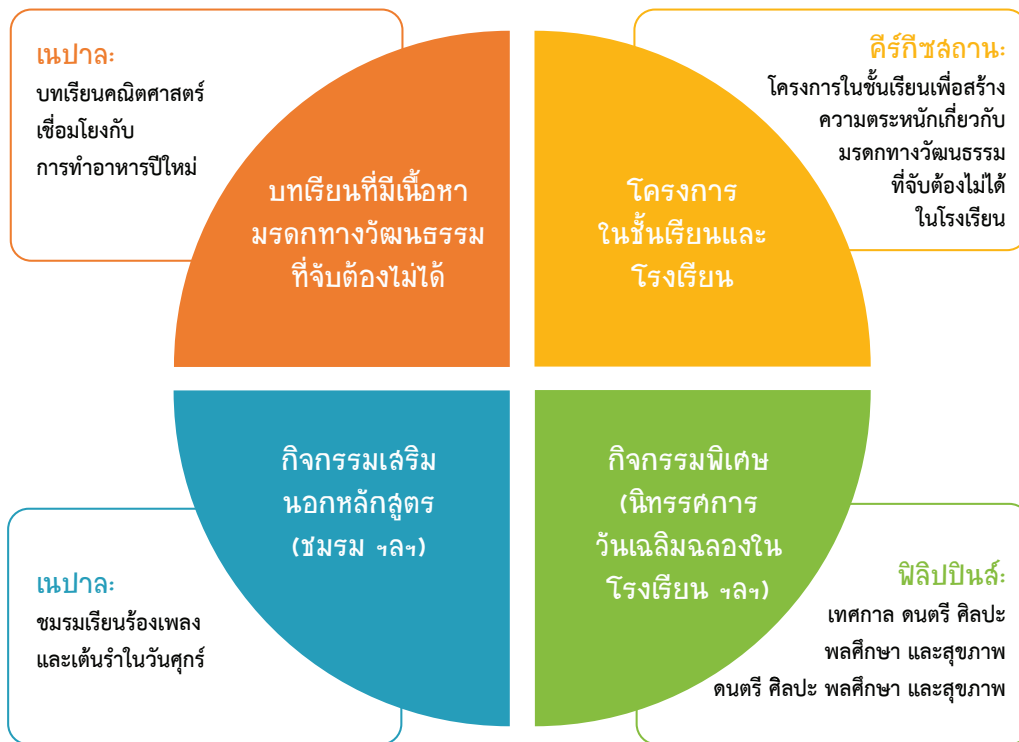 เนปาล:
บทเรียนคณิตศาสตร์
เชื่อมโยงกับ
การทำอาหารปีใหม่
คีร์กีซสถาน:
โครงการในชั้นเรียนเพื่อสร้าง
ความตระหนักเกี่ยวกับ
มรดกทางวัฒนธรรม
ที่จับต้องไม่ได้
ในโรงเรียน
บทเรียนที่มีเนื้อหา
มรดกทางวัฒนธรรม
ที่จับต้องไม่ได้
โครงการ
ในชั้นเรียนและ
โรงเรียน
กิจกรรมเสริม
นอกหลักสูตร
(ชมรม ฯลฯ)
กิจกรรมพิเศษ
(นิทรรศการ
วันเฉลิมฉลองใน
โรงเรียน ฯลฯ)
เนปาล:
ชมรมเรียนร้องเพลง
และเต้นรำในวันศุกร์
ฟิลิปปินส์:
เทศกาล ดนตรี ศิลปะ
พลศึกษา และสุขภาพ
ดนตรี ศิลปะ พลศึกษา และสุขภาพ